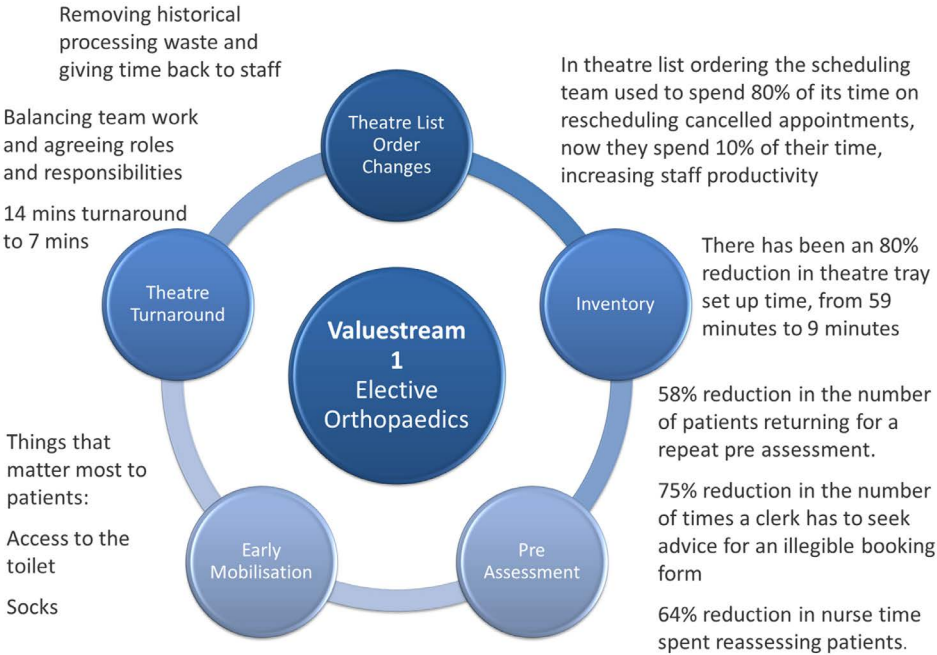 Removing historical
processing waste and
giving time back to staff
Balancing team work
and agreeing roles
and responsibilities
14 mins turnaround
to 7 mins
Theatre List
Order
Changes
In theatre list ordering the scheduling
team used to spend 80% of its time on
rescheduling cancelled appointments,
now they spend 10% of their time,
increasing staff productivity
Theatre
Turnaround
Inventory
There has been an 80%
reduction in theatre tray
set up time, from 59
minutes to 9 minutes
Valuestream
1
Elective
Orthopaedics
58% reduction in the number
of patients returning for a
repeat pre assessment.
75% reduction in the number
of times a clerk has to seek
advice for an illegible booking
form
64% reduction in nurse time
spent reassessing patients.
Things that
matter most to
patients:
Access to the
toilet
Socks
Early
Mobilisation
Pre
Assessment